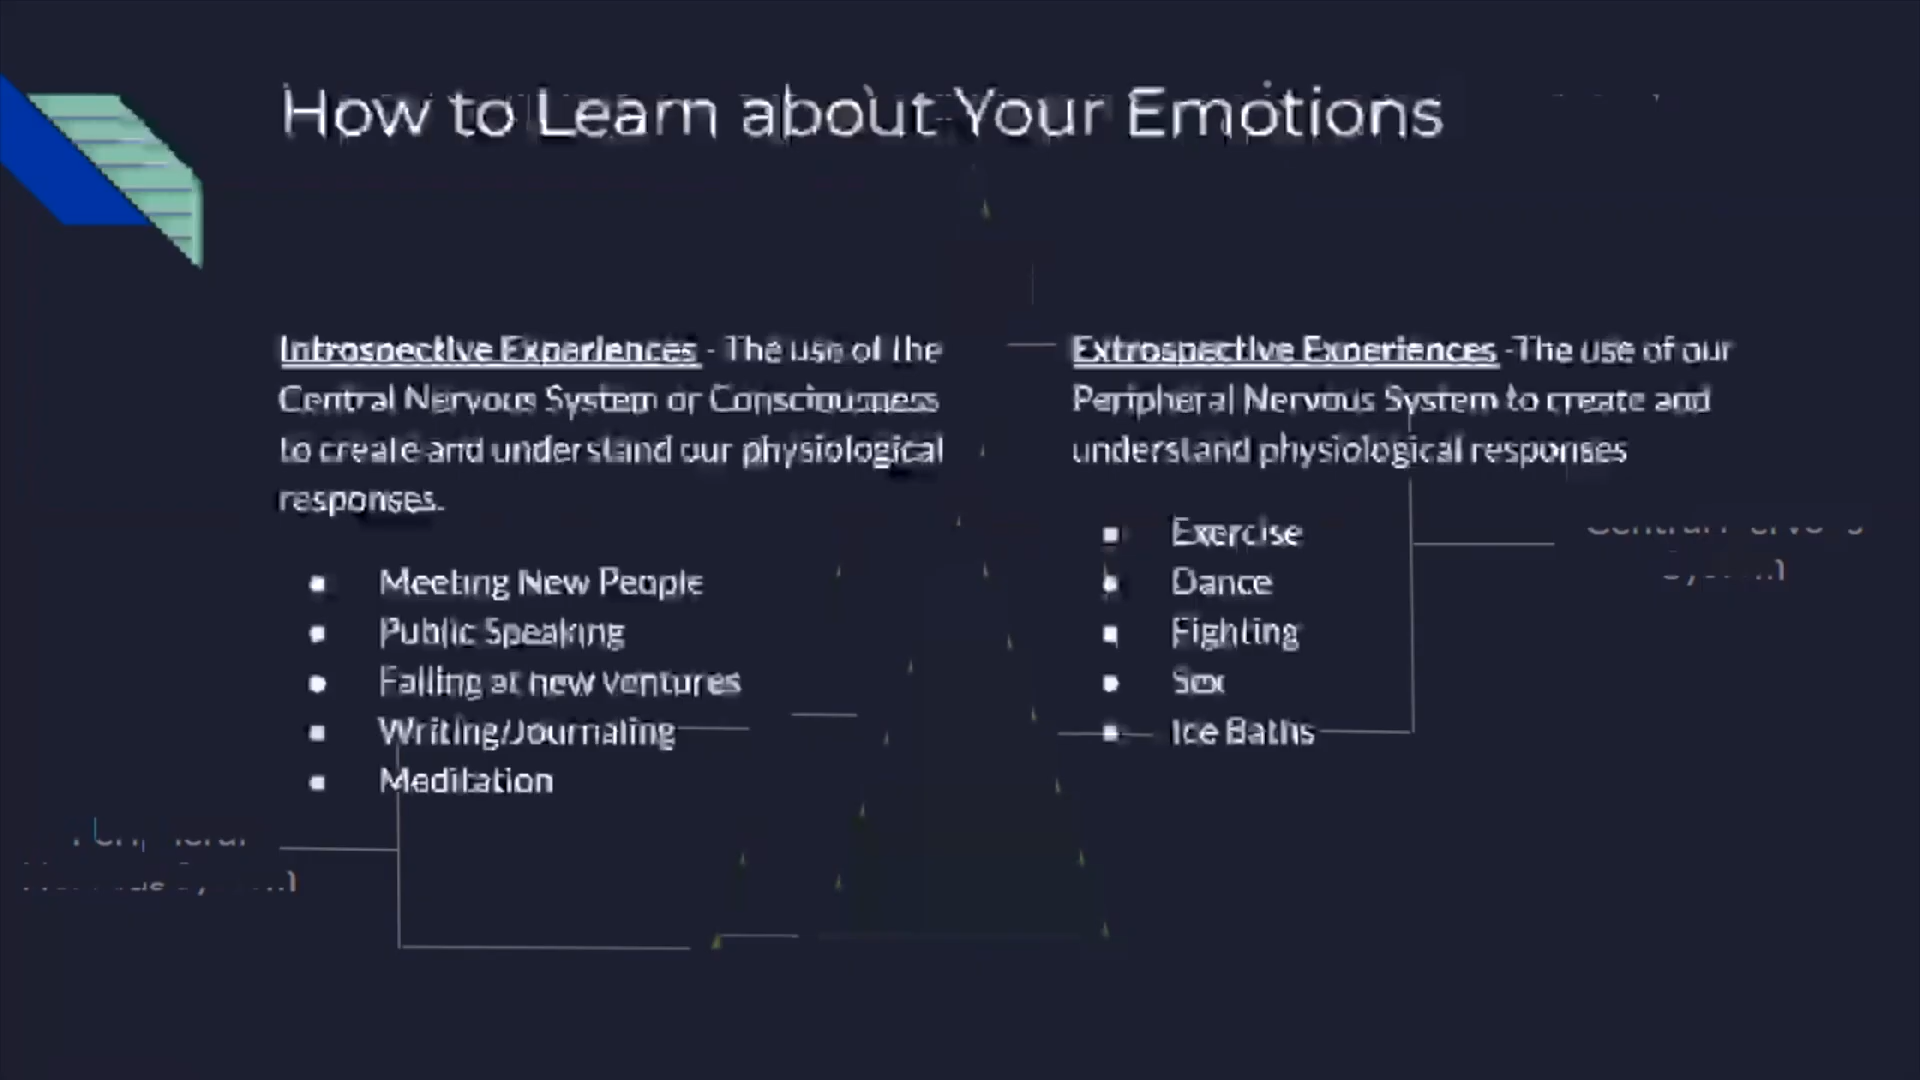 How to Learn about Your Emotions
Introspective Experiences - The use of the
Central Nervous System or Consciousness
to create and understand our physiological
responses.
Meeting New People
Public Speaking
Failing at new ventures
Writing/Journaling
Meditation
Extrospective Experiences -The use of our
Peripheral Nervous System to create and
understand physiological responses
Exercise
Dance
Fighting
Sex
Ice Baths